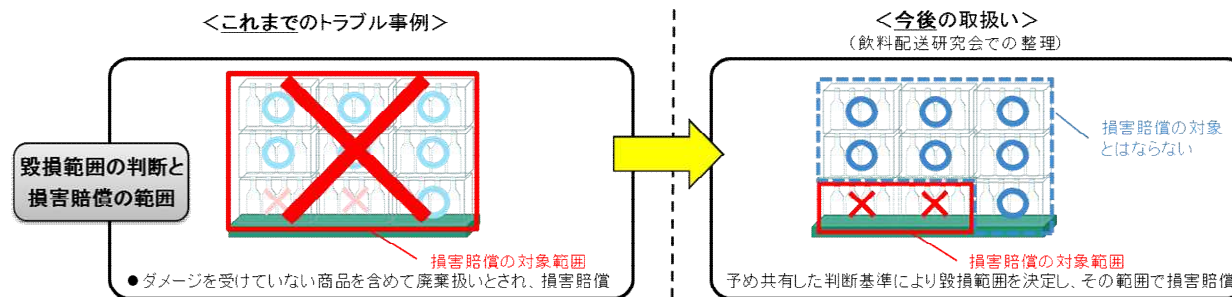 ＜これまでのトラブル事例＞
＜今後の取扱い＞
（飲料配送研究会での整理）
毀損範囲の判断と
損害賠償の範囲
損害賠償の対象範囲
●ダメージを受けていない商品を含めて廃棄扱いとされ、損害賠償
損害賠償の対象
とはならない
損害賠償の対象範囲
予め共有した判断基準により毀損範囲を決定し、その範囲で損害賠償